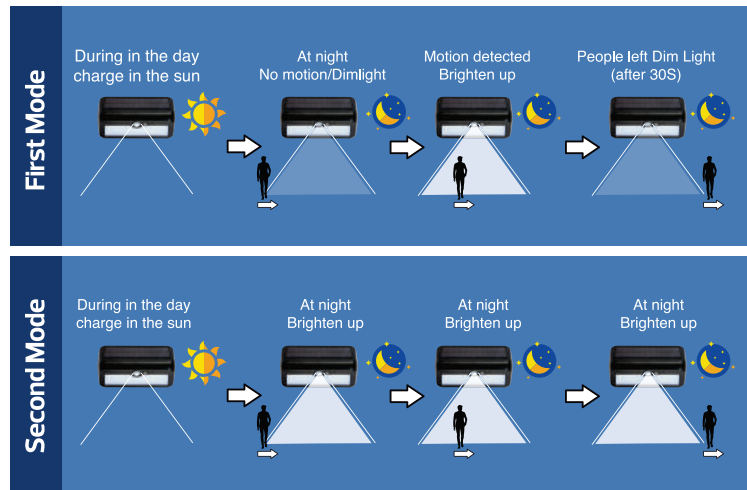 First Mode
During in the day
charge in the sun
At night
No motion/Dimlight
Motion detected
Brighten up
People left Dim Light
(after 30S)
Second Mode
During in the day
charge in the sun
At night
Brighten up
At night
Brighten up
At night
Brighten up